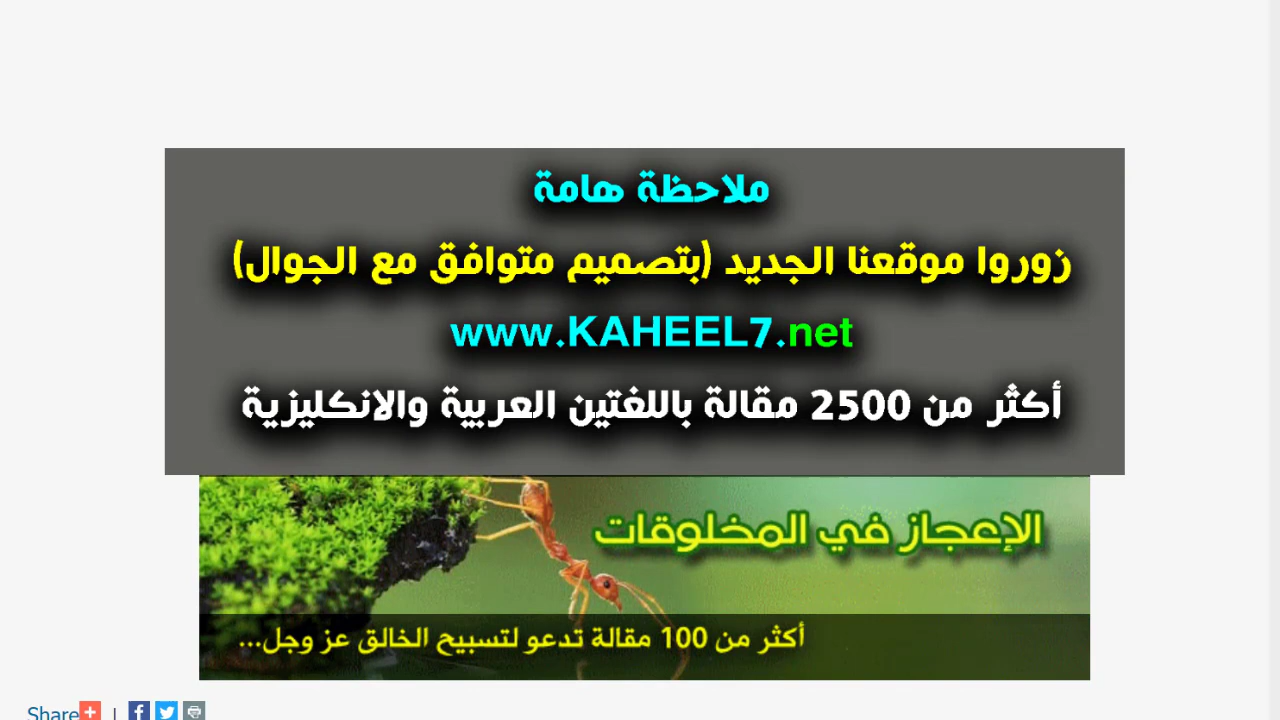 ملاحظة هامة
زوروا موقعنا الجديد (بتصميم متوافق مع الجوال)
www.KAHEEL7.net
أكثر من 2500 مقالة باللغتين العربية والانكليزية
الإعجاز في المخلوقات
أكثر من 100 مقالة تدعو لتسبيح الخالق عز وجل...
Share |